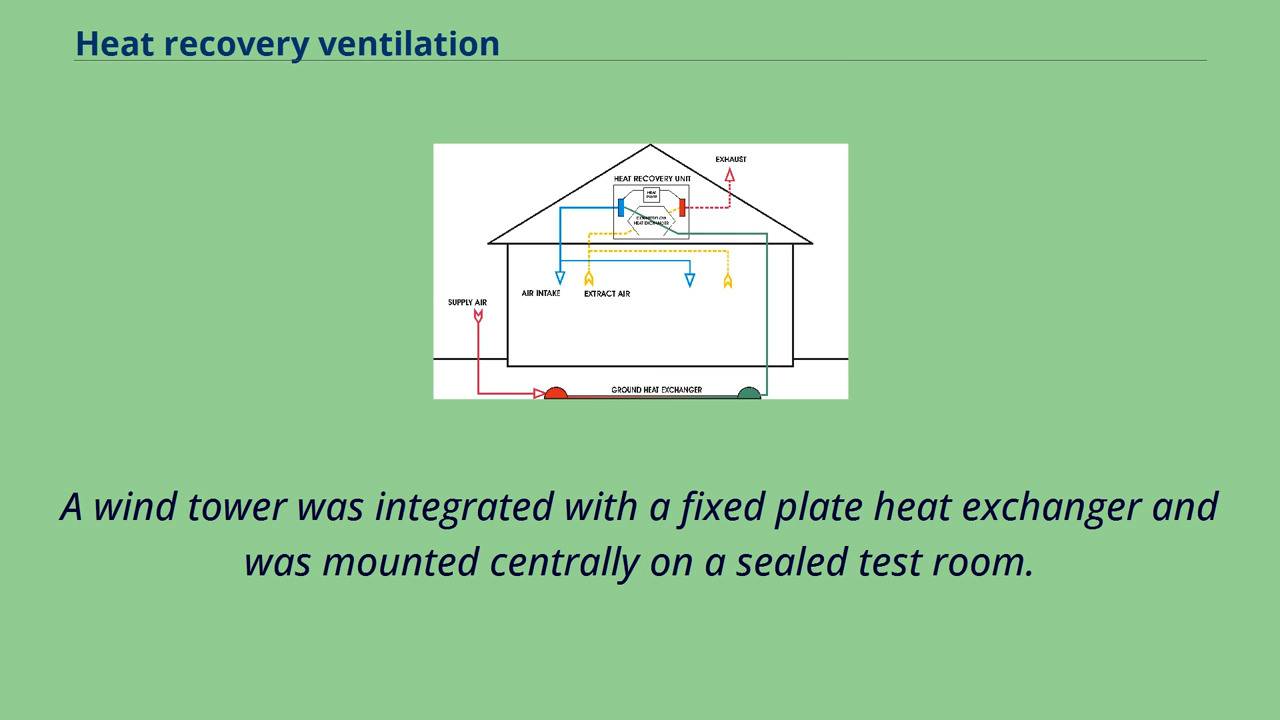 Heat recovery ventilation
EXHAUST
HEAT RECOVERY UNIT
HEAT
PUMP
COUNTERFLOW
HEAT EXCHANGER
AIR INTAKE
EXTRACT AIR
SUPPLY AIR
GROUND HEAT EXCHANGER
A wind tower was integrated with a fixed plate heat exchanger and
was mounted centrally on a sealed test room.